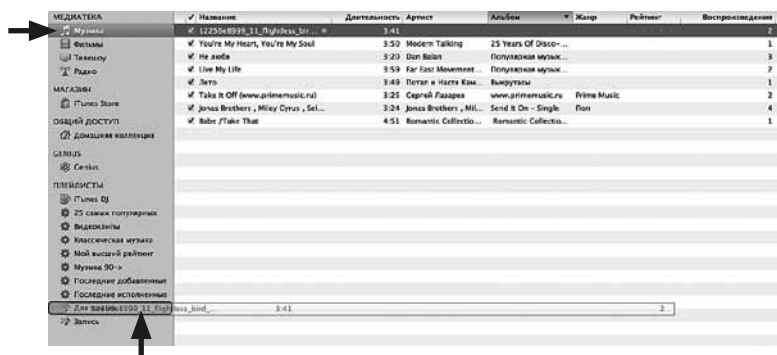 МЕДИАТЕКА ✓ Название Длительность Артист Альбом Жанр Рейтинг Воспроизведении
Музыка 3:41 2
Фильмы ✓ You're My Heart, You're My Soul 3:50 Modern Talking 25 Years Of Disco-... 1
Телешоу ✓ Не люби 3:20 Dan Balan Популярная музык... 3
Радио ✓ Live My Life 3:59 Far East Movement... Популярная музык... 2
✓ Лето 3:49 Потап и Настя Кам... Выкрутасы 1
МАГАЗИН ✓ Take It Off (www.primemusic.ru) 3:25 Сергей Лазарев www.primemusic.ru Prime Music 2
iTunes Store ✓ Jonas Brothers , Miley Cyrus , Sel... 3:24 Jonas Brothers , Mil... Send It On - Single Поп 4
ОБЩИЙ ДОСТУП ✓ Babe /Take That 4:51 Romantic Collectio... Romantic Collectio... 1
Домашняя коллекция
GENIUS
Genius
ПЛЕЙЛИСТЫ
iTunes DJ
25 самых популярных
Видеоклипы
Классическая музыка
Мой высший рейтинг
Музыка 90-х
Последние добавленные
Последние исполненные
Для 3:41 2
Запись